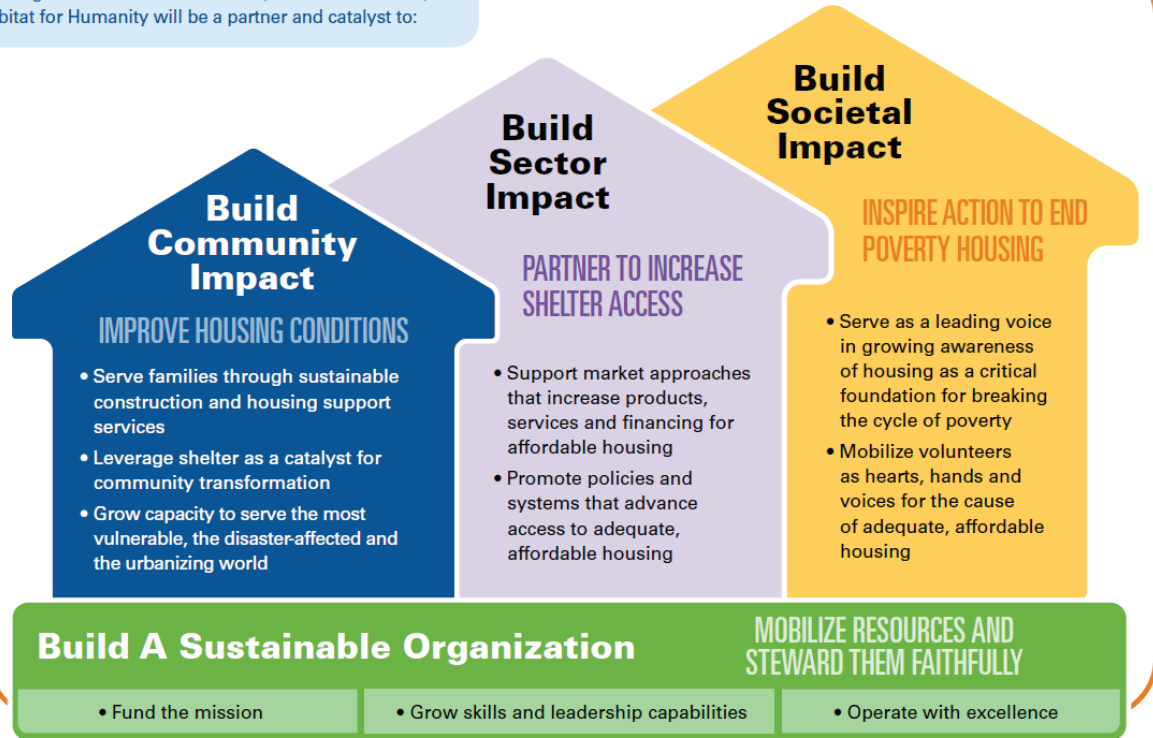 bitat for Humanity will be a partner and catalyst to:
Build
Community
Impact
IMPROVE HOUSING CONDITIONS
• Serve families through sustainable
construction and housing support
services
• Leverage shelter as a catalyst for
community transformation
• Grow capacity to serve the most
vulnerable, the disaster-affected and
the urbanizing world
Build
Sector
Impact
PARTNER TO INCREASE
SHELTER ACCESS
• Support market approaches
that increase products,
services and financing for
affordable housing
• Promote policies and
systems that advance
access to adequate,
affordable housing
Build
Societal
Impact
INSPIRE ACTION TO END
POVERTY HOUSING
• Serve as a leading voice
in growing awareness
of housing as a critical
foundation for breaking
the cycle of poverty
• Mobilize volunteers
as hearts, hands and
voices for the cause
of adequate, affordable
housing
Build A Sustainable Organization
MOBILIZE RESOURCES AND
STEWARD THEM FAITHFULLY
• Fund the mission
• Grow skills and leadership capabilities
• Operate with excellence